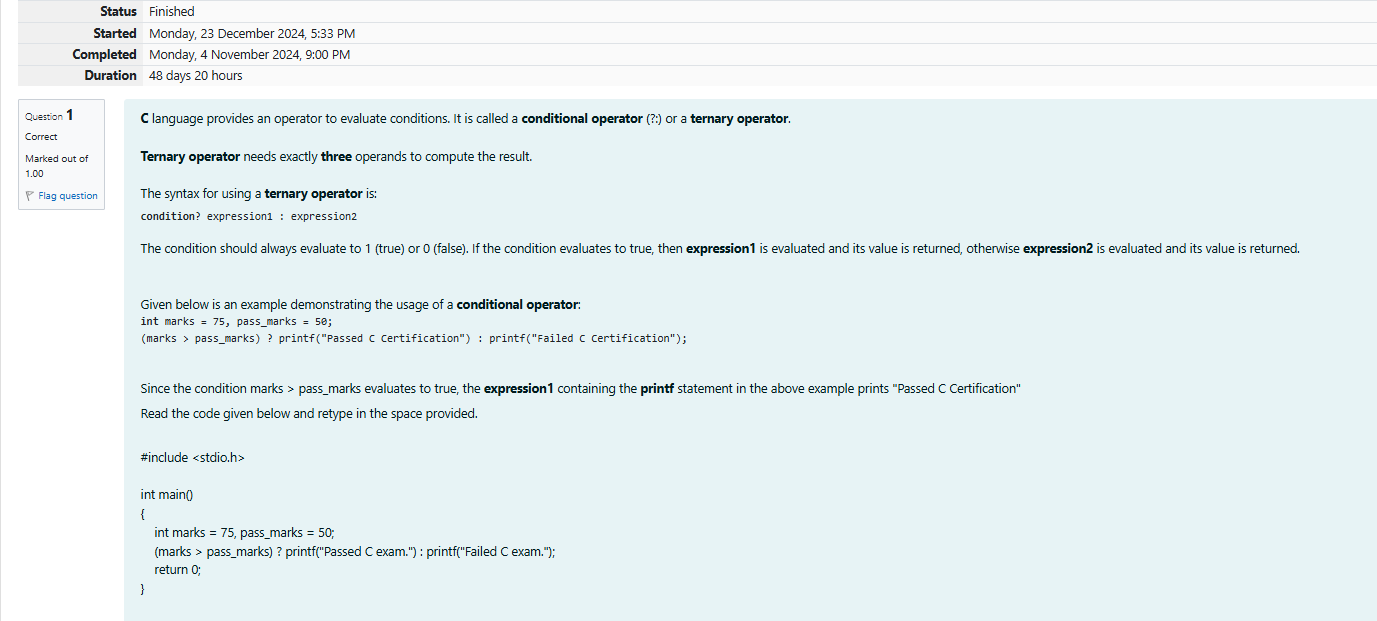 Status Finished
Started Monday, 23 December 2024, 5:33 PM
Completed Monday, 4 November 2024, 9:00 PM
Duration 48 days 20 hours
Question 1
Correct
Marked out of
1.00
Flag question
C language provides an operator to evaluate conditions. It is called a conditional operator (?:) or a ternary operator.
Ternary operator needs exactly three operands to compute the result.
The syntax for using a ternary operator is:
condition? expression1 : expression2
The condition should always evaluate to 1 (true) or 0 (false). If the condition evaluates to true, then expression1 is evaluated and its value is returned, otherwise expression2 is evaluated and its value is returned.
Given below is an example demonstrating the usage of a conditional operator:
int marks = 75, pass_marks = 50;
(marks > pass_marks) ? printf("Passed C Certification") : printf("Failed C Certification");
Since the condition marks > pass_marks evaluates to true, the expression1 containing the printf statement in the above example prints "Passed C Certification"
Read the code given below and retype in the space provided.
#include <stdio.h>
int main()
{
int marks = 75, pass_marks = 50;
(marks > pass_marks) ? printf("Passed C exam.") : printf("Failed C exam.");
return 0;
}